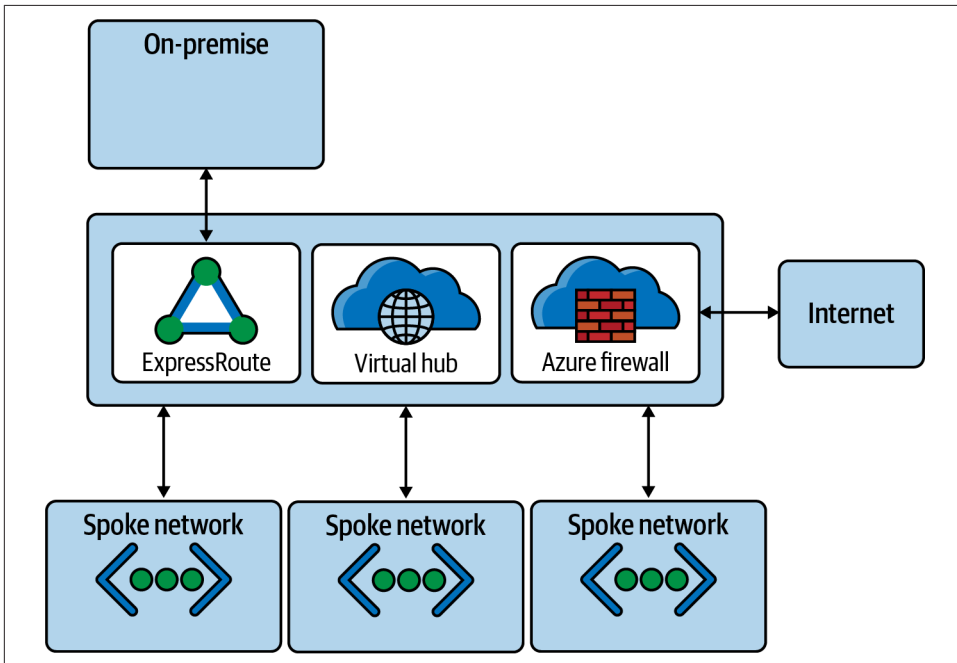 On-premise
ExpressRoute
Virtual hub
Azure firewall
Internet
Spoke network
Spoke network
Spoke network